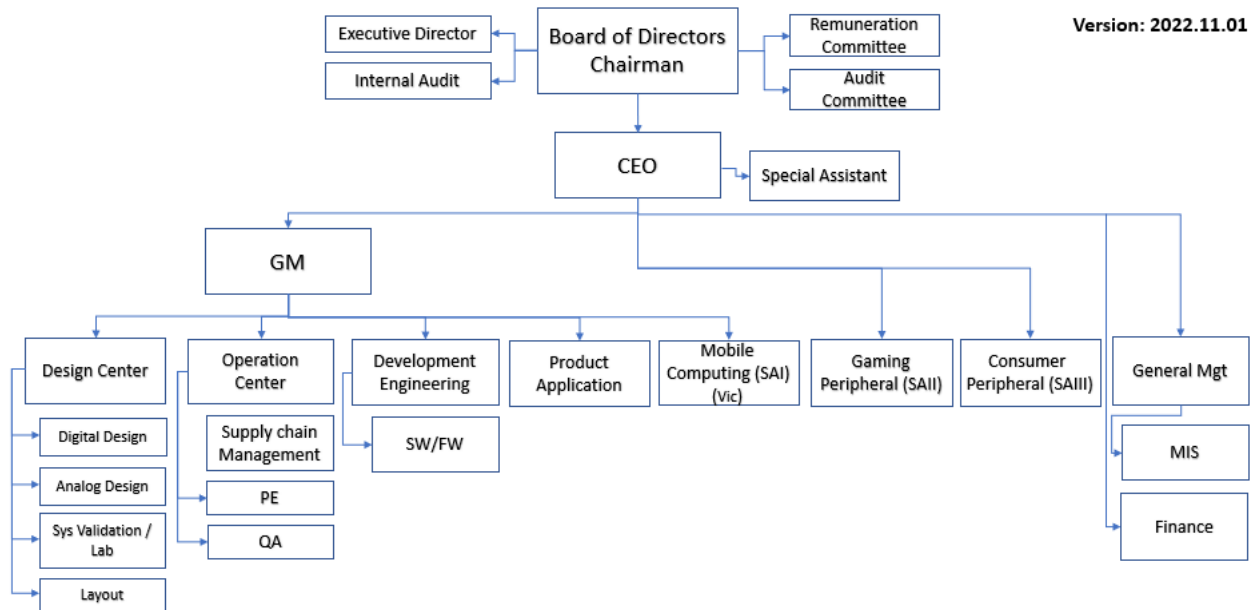 Version: 2022.11.01
Executive Director
Internal Audit
Board of Directors
Chairman
Remuneration
Committee
Audit
Committee
CEO
Special Assistant
GM
Design Center
Operation
Center
Development
Engineering
Product
Application
Mobile
Computing (SAI)
(Vic)
Gaming
Peripheral (SAII)
Consumer
Peripheral (SAIII)
General Mgt
Digital Design
Analog Design
Sys Validation /
Lab
Layout
Supply chain
Management
PE
QA
SW/FW
MIS
Finance